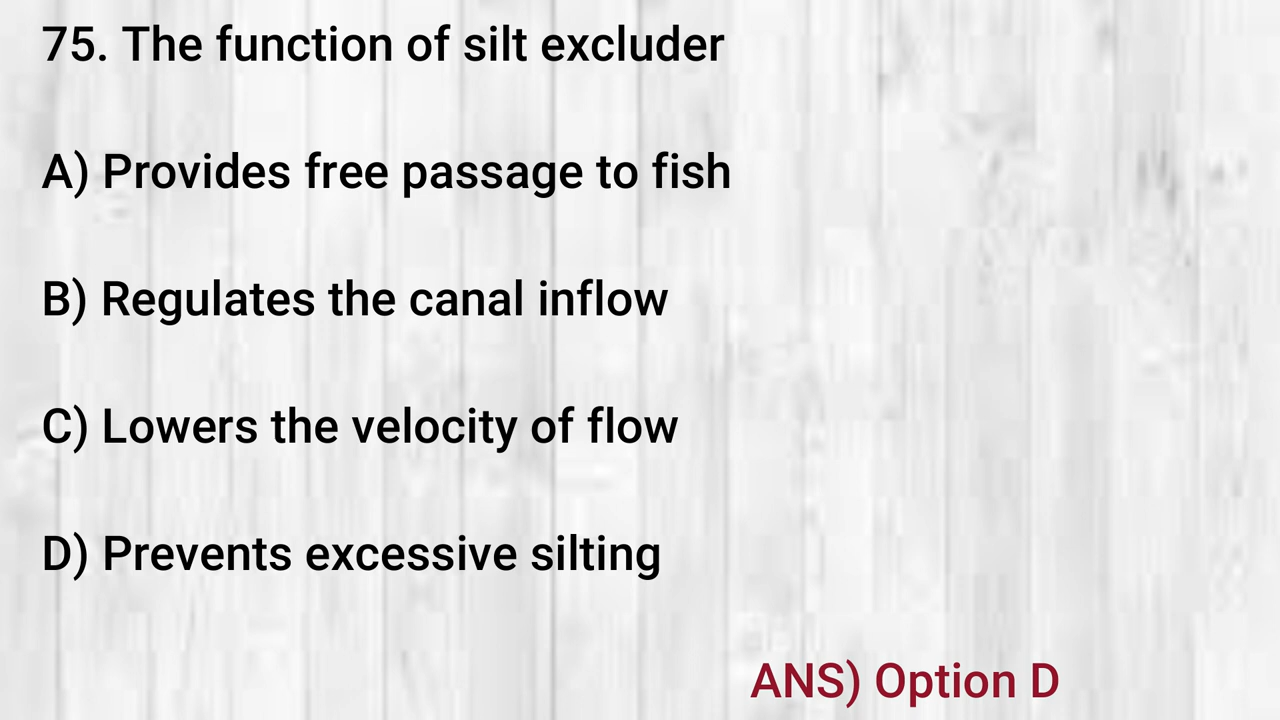 75. The function of silt excluder
A) Provides free passage to fish
B) Regulates the canal inflow
C) Lowers the velocity of flow
D) Prevents excessive silting
ANS) Option D